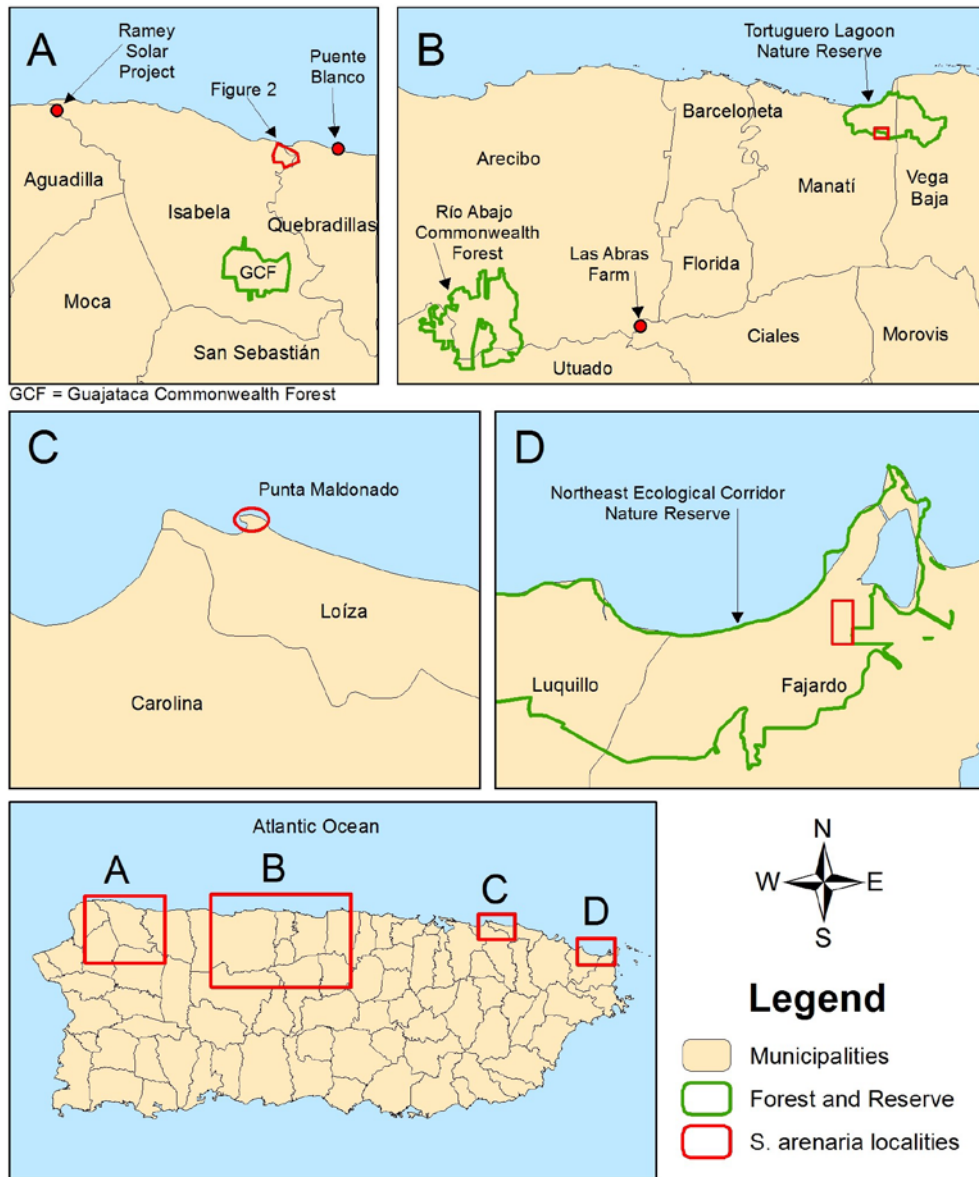 A
Ramey
Solar
Project
Figure 2
Puente
Blanco
Aguadilla
Isabela
Quebradillas
GCF
Moca
San Sebastián
GCF = Guajataca Commonwealth Forest
B
Tortuguero Lagoon
Nature Reserve
Barceloneta
Arecibo
Manatí
Vega
Baja
Río Abajo
Commonwealth
Forest
Las Abras
Farm
Florida
Ciales
Morovis
Utuado
C
Punta Maldonado
Loíza
Carolina
D
Northeast Ecological Corridor
Nature Reserve
Luquillo
Fajardo
Atlantic Ocean
A
B
C
D
N
W
E
S
Legend
Municipalities
Forest and Reserve
S. arenaria localities